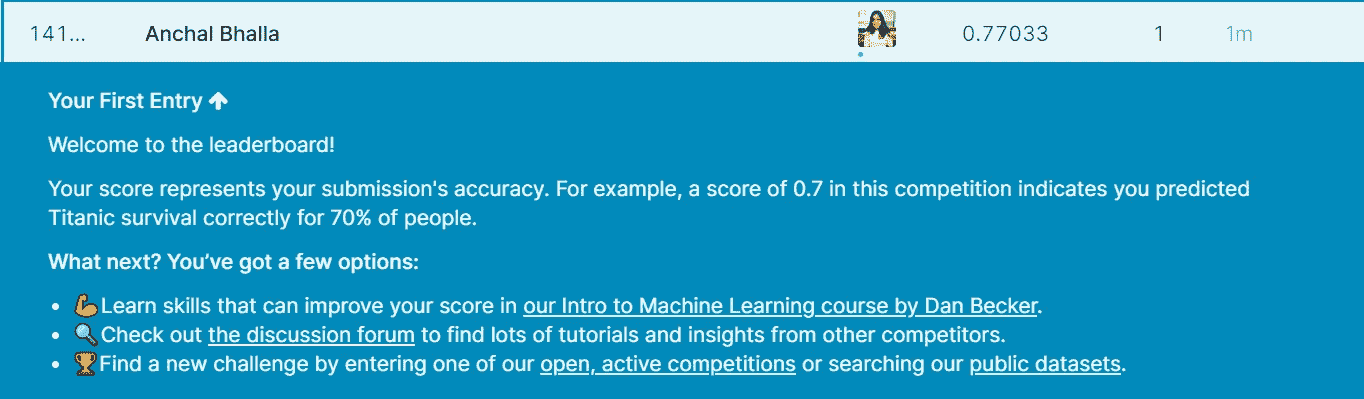 141... Anchal Bhalla 0.77033 1 1m
Your First Entry ↑
Welcome to the leaderboard!
Your score represents your submission's accuracy. For example, a score of 0.7 in this competition indicates you predicted
Titanic survival correctly for 70% of people.
What next? You've got a few options:
• 💪Learn skills that can improve your score in our Intro to Machine Learning course by Dan Becker.
• 🔍Check out the discussion forum to find lots of tutorials and insights from other competitors.
• 🏆Find a new challenge by entering one of our open, active competitions or searching our public datasets.